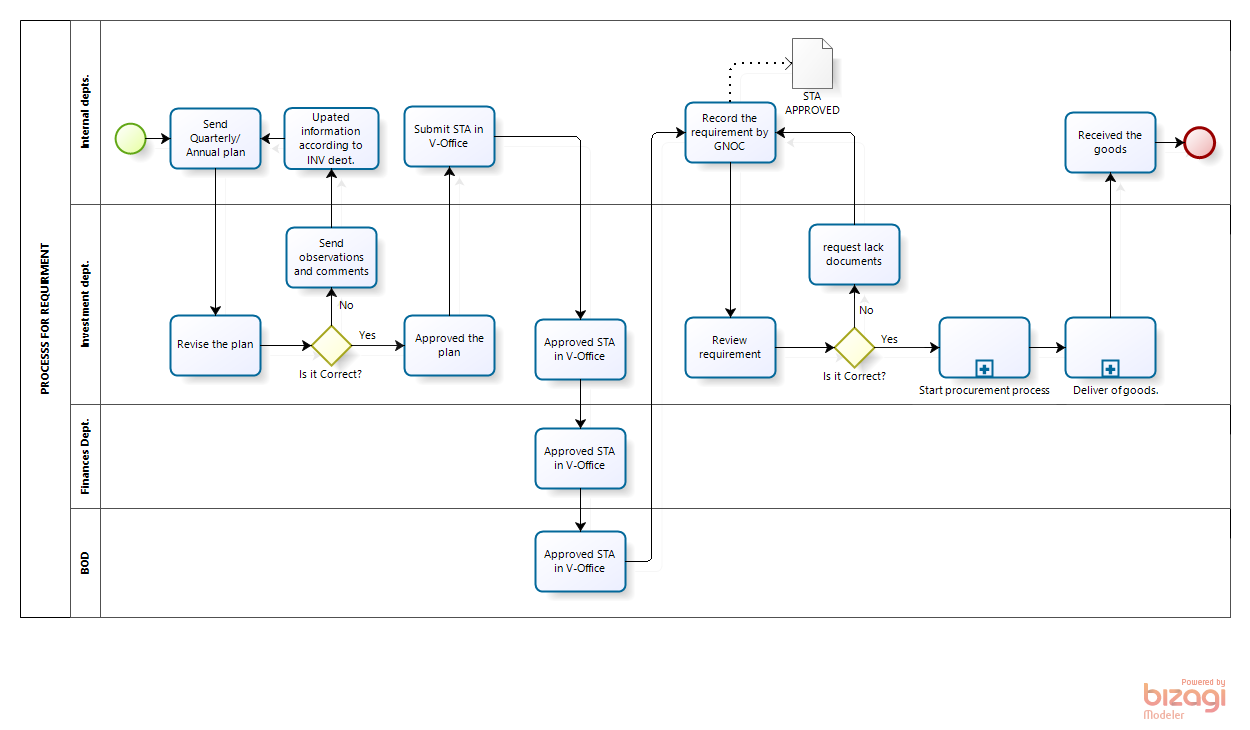 PROCESSS FOR REQUIRMENT
Internal depts.
Send
Quarterly/
Annual plan
Upated
information
according to
INV dept.
Submit STA in
V-Office
Record the
requirement by
GNOC
STA
APPROVED
Received the
goods
Investment dept.
Send
observations
and comments
No
Revise the plan
Is it Correct?
Yes
Approved the
plan
Approved STA
in V-Office
request lack
documents
No
Review
requirement
Is it Correct?
Yes
Start procurement process
Deliver of goods.
Finances Dept.
Approved STA
in V-Office
BOD
Approved STA
in V-Office
Powered by
bizagi
Modeler